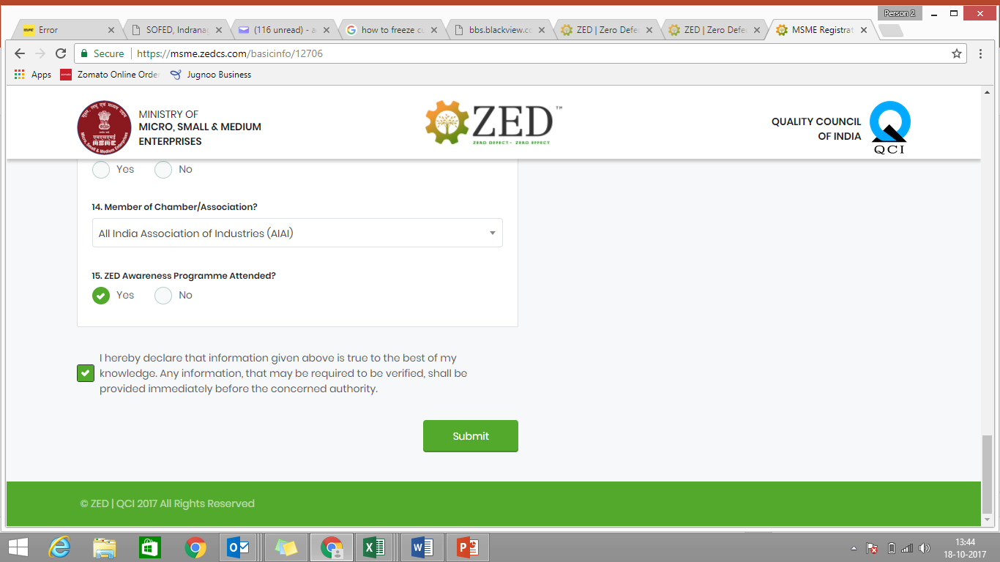 Person 2
Error
SOFED, Indranag
(116 unread) - a
how to freeze cu
bbs.blackview.co
ZED | Zero Defec
ZED | Zero Defec
MSME Registrat
Secure
https://msme.zedcs.com/basicinfo/12706
Apps
Zomato Online Order
Jugnoo Business
MINISTRY OF
MICRO, SMALL & MEDIUM
ENTERPRISES
ZED™
ZERO DEFECT • ZERO EFFECT
QUALITY COUNCIL
OF INDIA
QCI
Yes No
14. Member of Chamber/Association?
All India Association of Industries (AIAI)
15. ZED Awareness Programme Attended?
Yes No
I hereby declare that information given above is true to the best of my
knowledge. Any information, that may be required to be verified, shall be
provided immediately before the concerned authority.
Submit
© ZED | QCI 2017 All Rights Reserved
13:44
18-10-2017